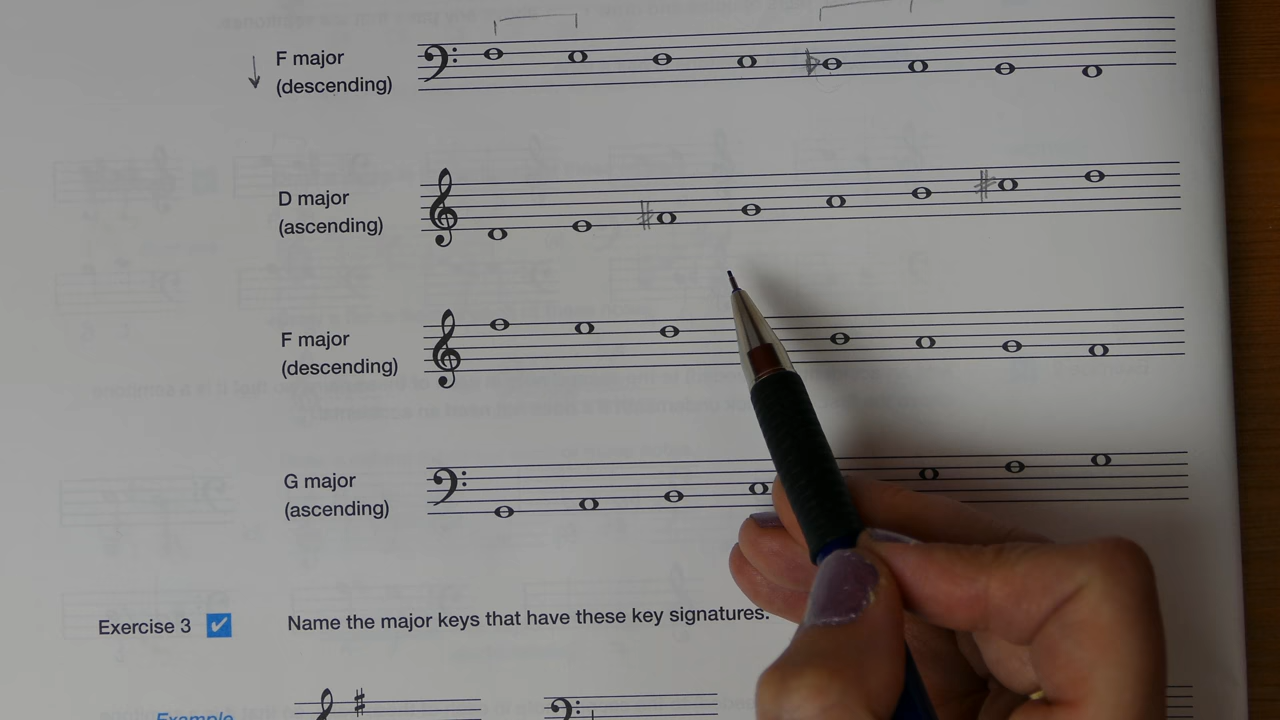 F major
(descending)
D major
(ascending)
F major
(descending)
G major
(ascending)
Exercise 3
Name the major keys that have these key signatures.
Example